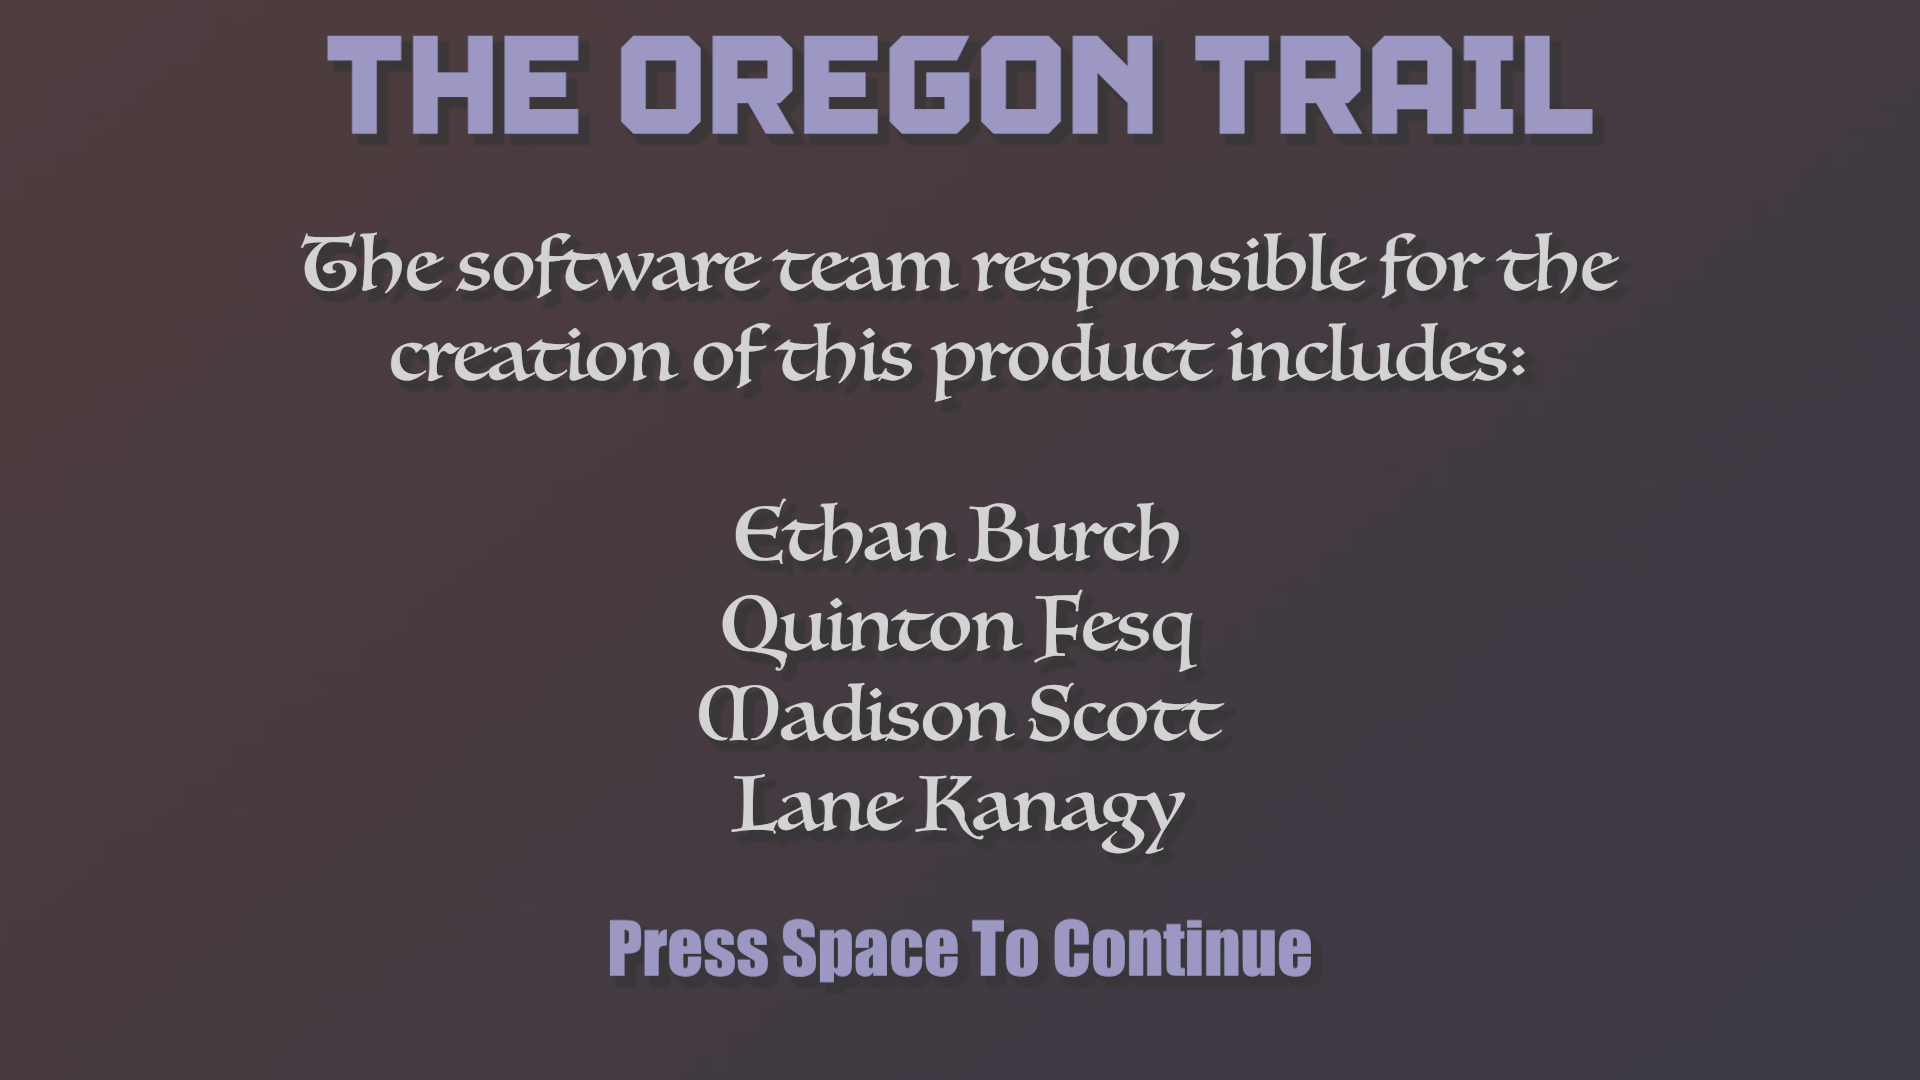 THE OREGON TRAIL
The software team responsible for the
creation of this product includes:
Ethan Burch
Quinton Fesq
Madison Scott
Lane Kanagy
Press Space To Continue